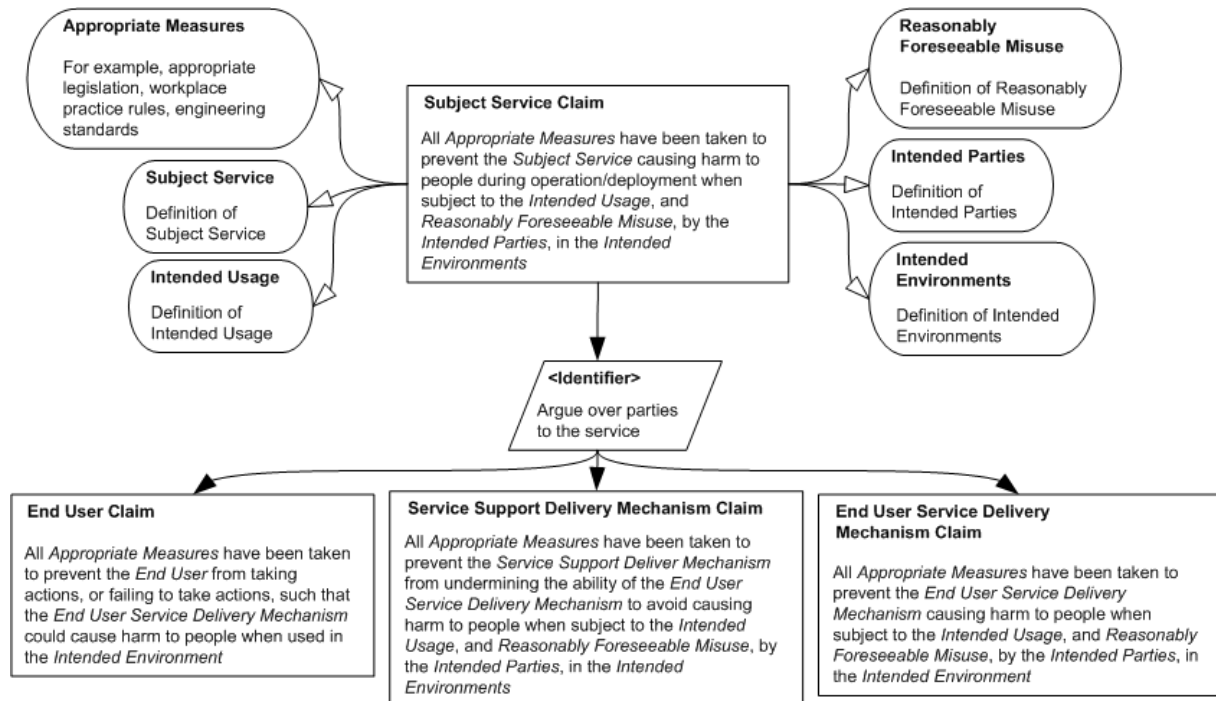 Appropriate Measures
For example, appropriate
legislation, workplace
practice rules, engineering
standards
Subject Service
Definition of
Subject Service
Intended Usage
Definition of
Intended Usage
Subject Service Claim
All Appropriate Measures have been taken to
prevent the Subject Service causing harm to
people during operation/deployment when
subject to the Intended Usage, and
Reasonably Foreseeable Misuse, by the
Intended Parties, in the Intended
Environments
Reasonably
Foreseeable Misuse
Definition of Reasonably
Foreseeable Misuse
Intended Parties
Definition of
Intended Parties
Intended
Environments
Definition of Intended
Environments
<Identifier>
Argue over parties
to the service
End User Claim
All Appropriate Measures have been taken
to prevent the End User from taking
actions, or failing to take actions, such that
the End User Service Delivery Mechanism
could cause harm to people when used in
the Intended Environment
Service Support Delivery Mechanism Claim
All Appropriate Measures have been taken to
prevent the Service Support Deliver Mechanism
from undermining the ability of the End User
Service Delivery Mechanism to avoid causing
harm to people when subject to the Intended
Usage, and Reasonably Foreseeable Misuse, by
the Intended Parties, in the Intended
Environments
End User Service Delivery
Mechanism Claim
All Appropriate Measures have been taken to
prevent the End User Service Delivery
Mechanism causing harm to people when
subject to the Intended Usage, and Reasonably
Foreseeable Misuse, by the Intended Parties, in
the Intended Environment